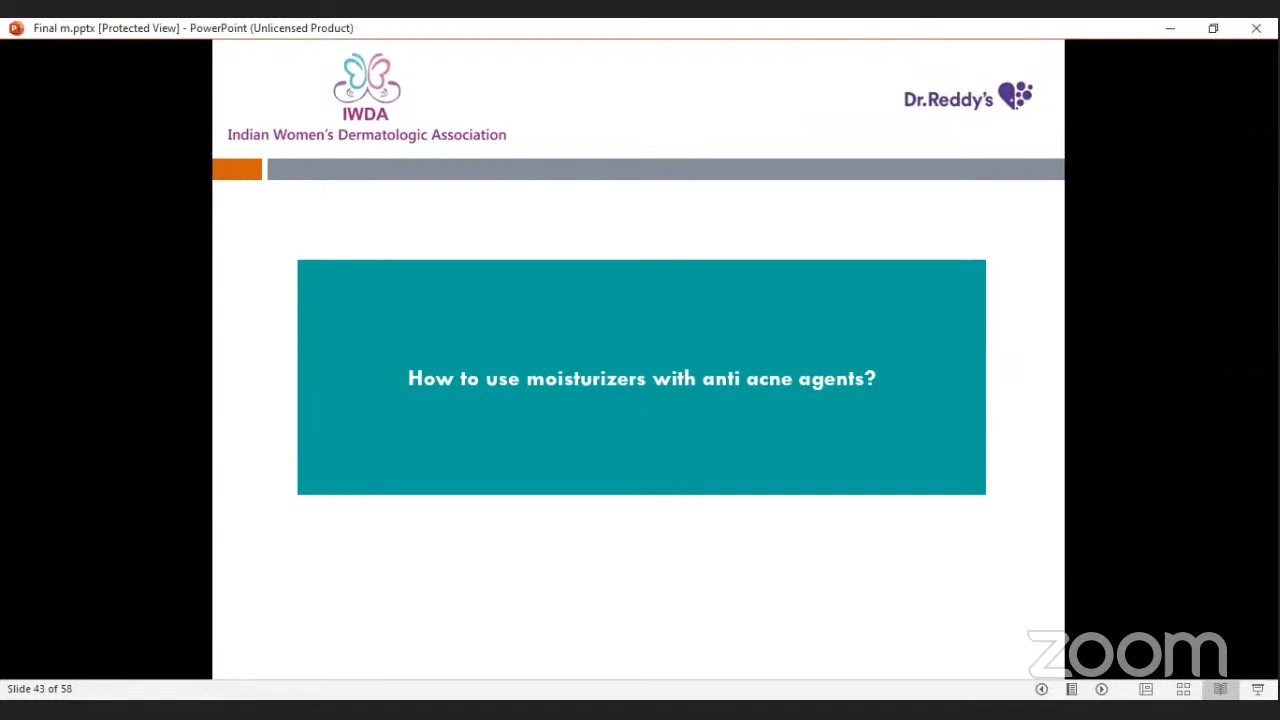 Final m.pptx [Protected View] - PowerPoint (Unlicensed Product)
IWDA
Indian Women's Dermatologic Association
Dr.Reddy's
How to use moisturizers with anti acne agents?
zoom
Slide 43 of 58